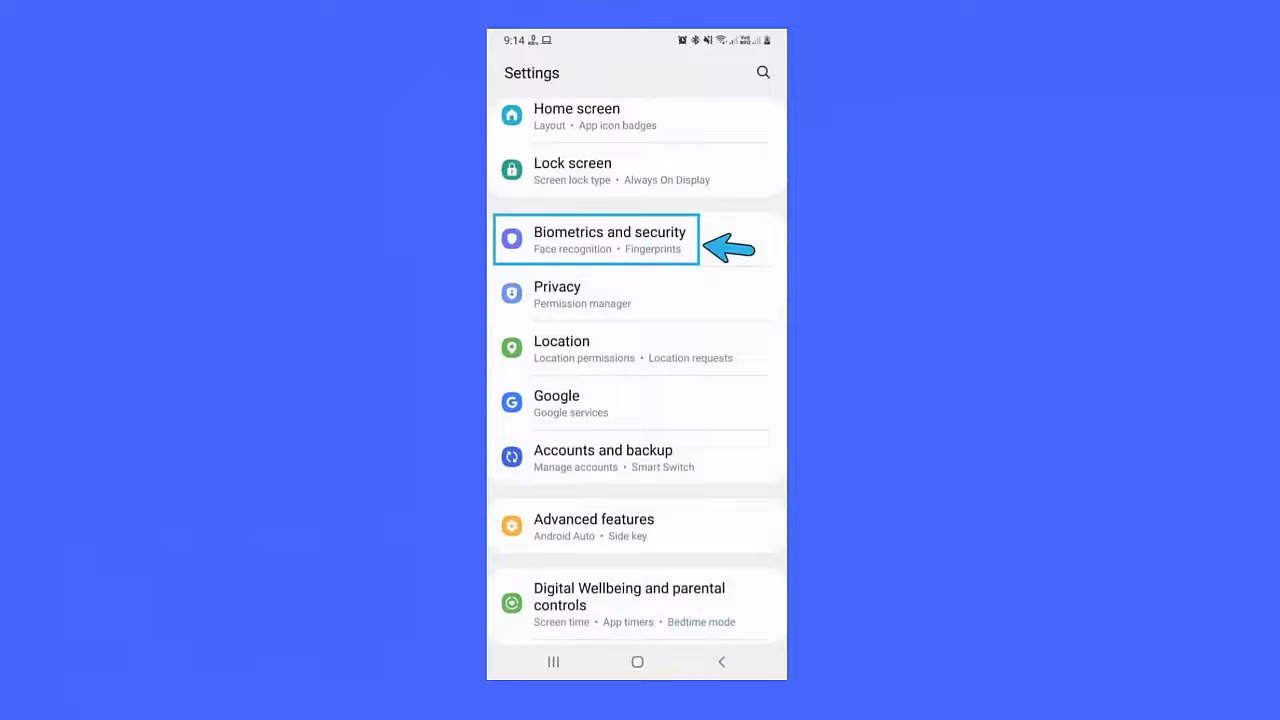 9:14
Settings
Home screen
Layout • App icon badges
Lock screen
Screen lock type • Always On Display
Biometrics and security
Face recognition • Fingerprints
Privacy
Permission manager
Location
Location permissions • Location requests
Google
Google services
Accounts and backup
Manage accounts • Smart Switch
Advanced features
Android Auto • Side key
Digital Wellbeing and parental
controls
Screen time • App timers • Bedtime mode